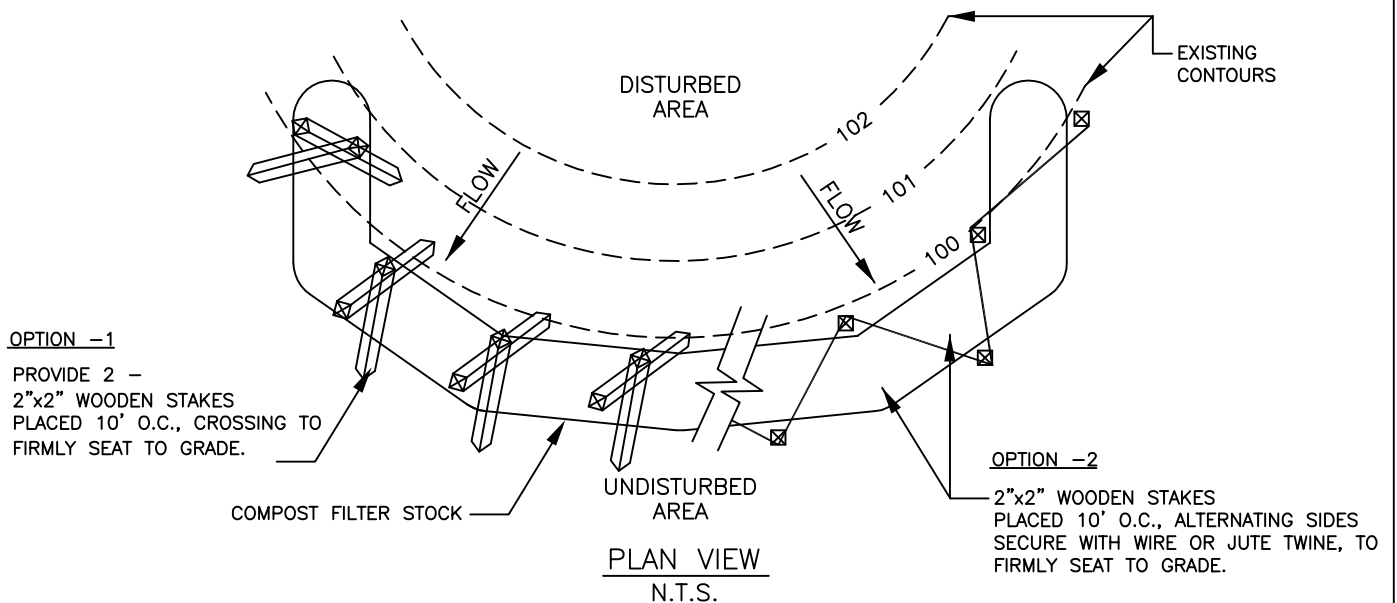 EXISTING
CONTOURS
DISTURBED
AREA
102
101
100
FLOW
FLOW
OPTION -1
PROVIDE 2 -
2"x2" WOODEN STAKES
PLACED 10' O.C., CROSSING TO
FIRMLY SEAT TO GRADE.
COMPOST FILTER STOCK
UNDISTURBED
AREA
OPTION -2
2"x2" WOODEN STAKES
PLACED 10' O.C., ALTERNATING SIDES
SECURE WITH WIRE OR JUTE TWINE, TO
FIRMLY SEAT TO GRADE.
PLAN VIEW
N.T.S.